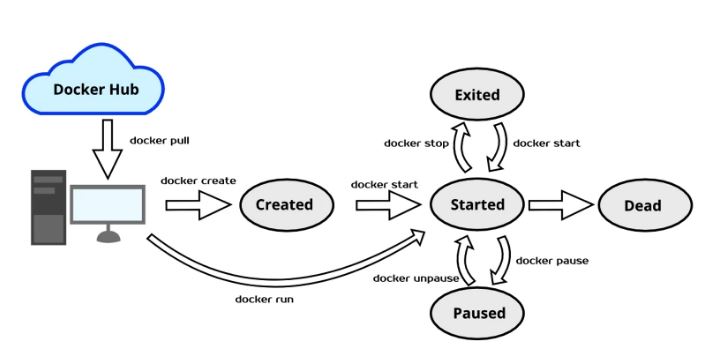 Docker Hub
docker pull
Exited
docker stop
docker start
docker create
docker start
Created
Started
Dead
docker run
docker unpause
docker pause
Paused